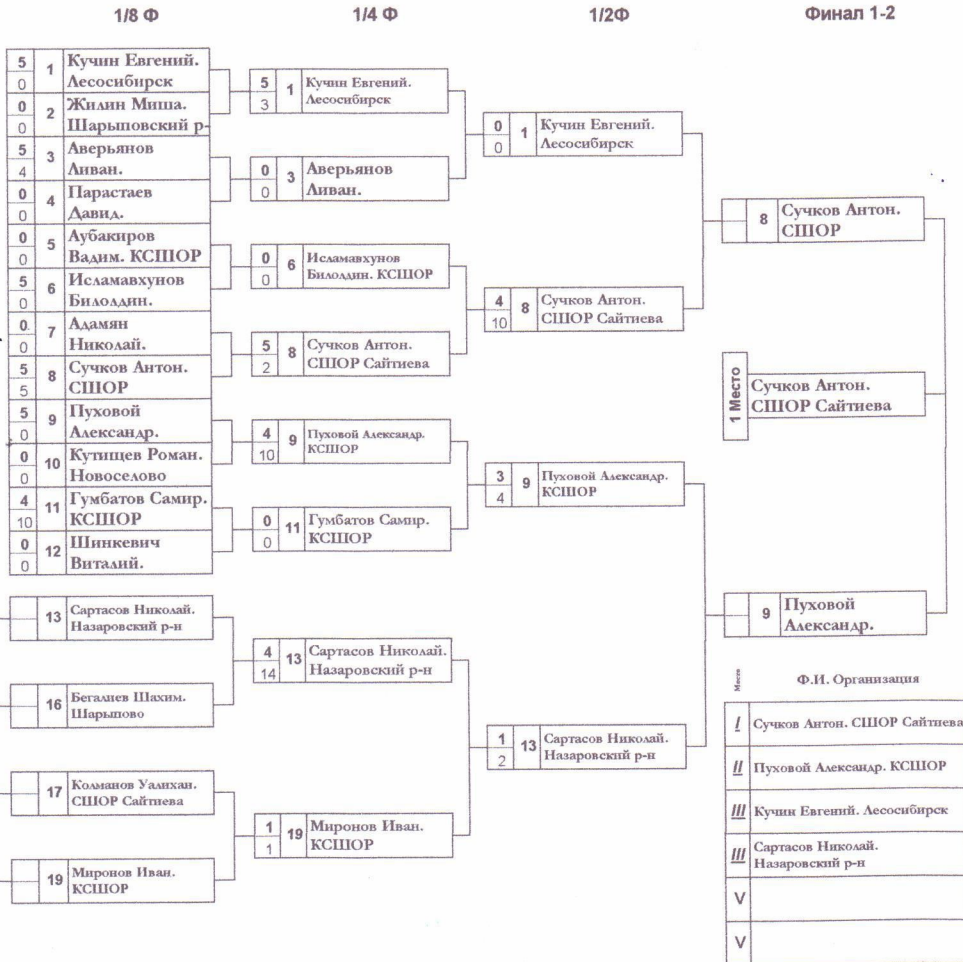 1/8 Ф
1/4 Ф
1/2Ф
Финал 1-2
5 0 1 Кучин Евгений.
Лесосибирск
0 0 2 Жилин Миша.
Шарыповский р-
5 4 3 Аверьянов
Ливан.
0 0 4 Парастаев
Давид.
0 0 5 Аубакиров
Вадим. КСШОР
5 0 6 Исламавхунов
Билолдин.
0 0 7 Адамян
Николай.
5 5 8 Сучков Антон.
СШОР
5 0 9 Пуховой
Александр.
0 0 10 Кутищев Роман.
Новоселово
4 10 11 Гумбатов Самир.
КСШОР
0 0 12 Шинкевич
Виталий.
13 Сартасов Николай.
Назаровский р-н
16 Бегалиев Шахим.
Шарыпово
17 Колманов Уалихан.
СШОР Сайтиева
19 Миронов Иван.
КСШОР
5 3 1 Кучин Евгений.
Лесосибирск
0 0 3 Аверьянов
Ливан.
0 0 6 Исламавхунов
Билолдин. КСШОР
5 2 8 Сучков Антон.
СШОР Сайтиева
4 10 9 Пуховой Александр.
КСШОР
0 0 11 Гумбатов Самир.
КСШОР
4 14 13 Сартасов Николай.
Назаровский р-н
1 1 19 Миронов Иван.
КСШОР
0 0 1 Кучин Евгений.
Лесосибирск
4 10 8 Сучков Антон.
СШОР Сайтиева
3 4 9 Пуховой Александр.
КСШОР
1 2 13 Сартасов Николай.
Назаровский р-н
8 Сучков Антон.
СШОР
1 Место
Сучков Антон.
СШОР Сайтиева
9 Пуховой
Александр.
Место Ф.И. Организация
I Сучков Антон. СШОР Сайтиева
II Пуховой Александр. КСШОР
III Кучин Евгений. Лесосибирск
III Сартасов Николай.
Назаровский р-н
V
V